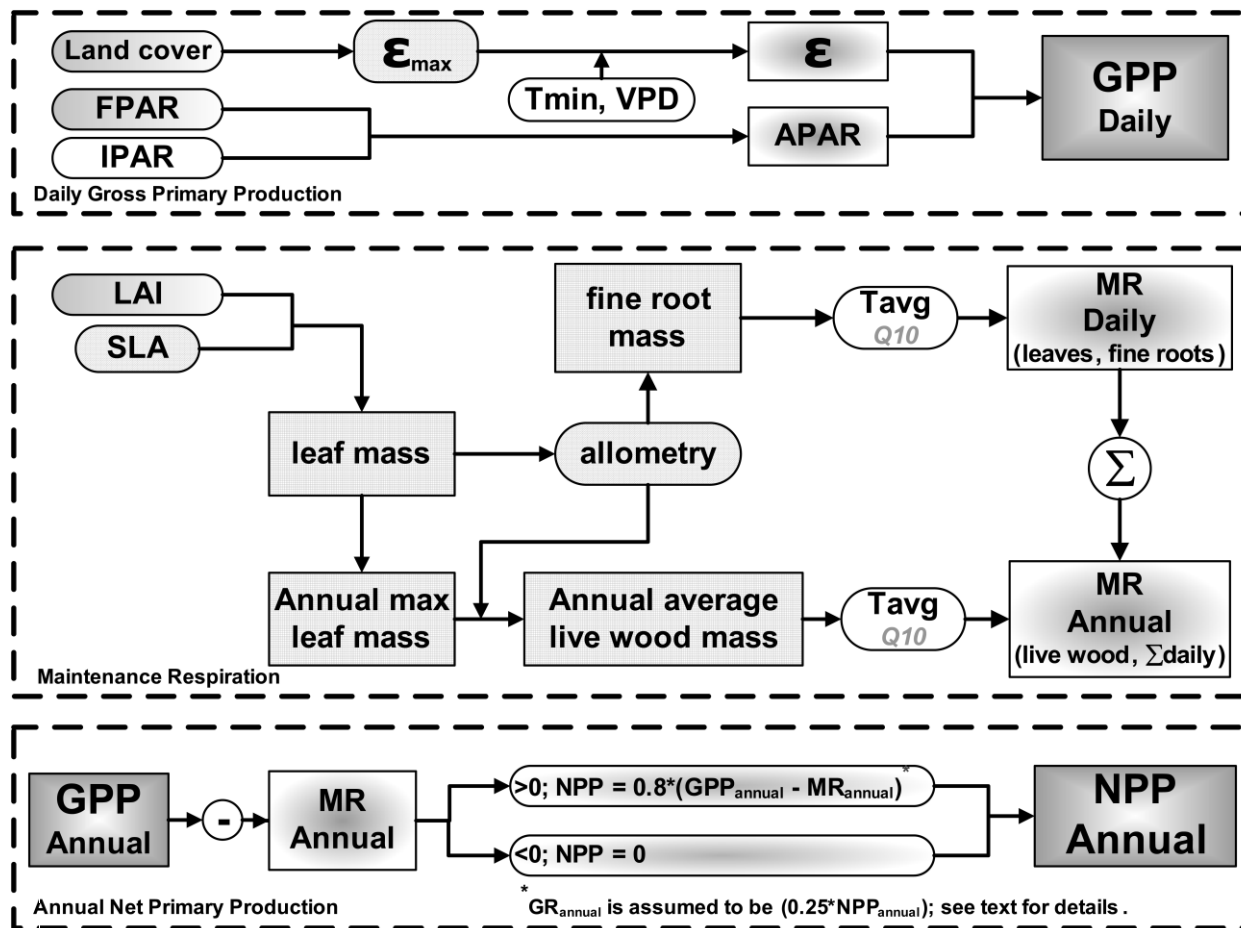 Land cover
εmax
ε
Tmin, VPD
FPAR
IPAR
APAR
GPP
Daily
Daily Gross Primary Production
LAI
SLA
fine root
mass
Tavg
Q10
MR
Daily
(leaves, fine roots)
leaf mass
allometry
Σ
Annual max
leaf mass
Annual average
live wood mass
Tavg
Q10
MR
Annual
(live wood, Σdaily)
Maintenance Respiration
GPP
Annual
-
MR
Annual
>0; NPP = 0.8*(GPPannual - MRannual)*
<0; NPP = 0
NPP
Annual
Annual Net Primary Production
*GRannual is assumed to be (0.25*NPPannual); see text for details.